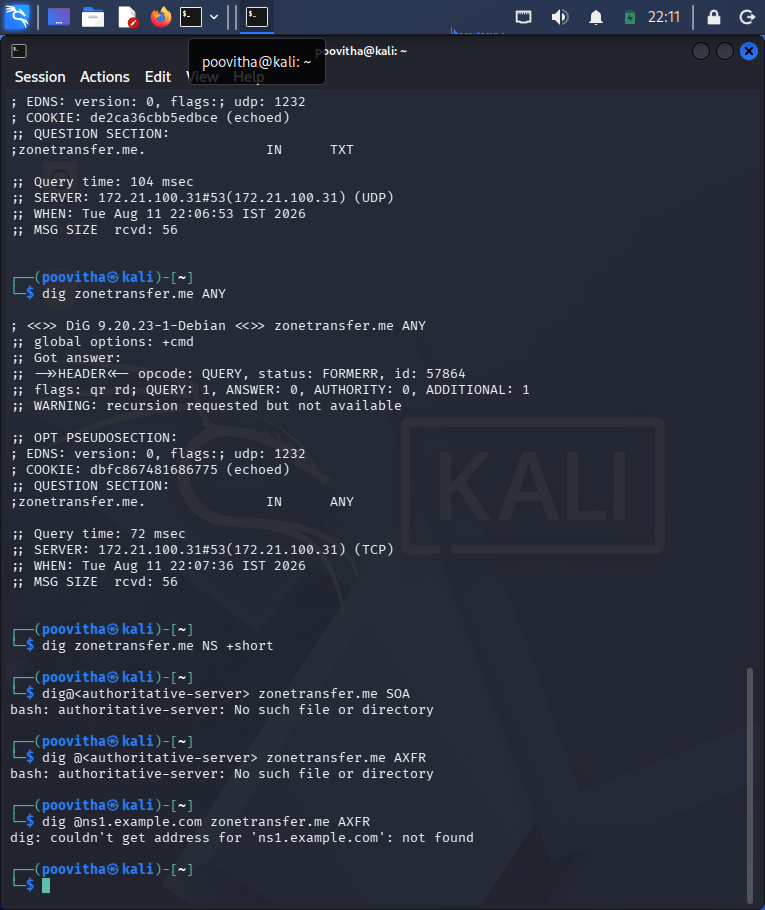 22:11
poovitha@kali: ~
Session Actions Edit View Help
poovitha@kali: ~
; EDNS: version: 0, flags:; udp: 1232
; COOKIE: de2ca36cbb5edbce (echoed)
;; QUESTION SECTION:
;zonetransfer.me. IN TXT
;; Query time: 104 msec
;; SERVER: 172.21.100.31#53(172.21.100.31) (UDP)
;; WHEN: Tue Aug 11 22:06:53 IST 2026
;; MSG SIZE rcvd: 56
┌──(poovitha㉿kali)-[~]
└─$ dig zonetransfer.me ANY
; <<>> DiG 9.20.23-1-Debian <<>> zonetransfer.me ANY
;; global options: +cmd
;; Got answer:
;; ->>HEADER<<- opcode: QUERY, status: FORMERR, id: 57864
;; flags: qr rd; QUERY: 1, ANSWER: 0, AUTHORITY: 0, ADDITIONAL: 1
;; WARNING: recursion requested but not available
;; OPT PSEUDOSECTION:
; EDNS: version: 0, flags:; udp: 1232
; COOKIE: dbfc867481686775 (echoed)
;; QUESTION SECTION:
;zonetransfer.me. IN ANY
;; Query time: 72 msec
;; SERVER: 172.21.100.31#53(172.21.100.31) (TCP)
;; WHEN: Tue Aug 11 22:07:36 IST 2026
;; MSG SIZE rcvd: 56
┌──(poovitha㉿kali)-[~]
└─$ dig zonetransfer.me NS +short
┌──(poovitha㉿kali)-[~]
└─$ dig@<authoritative-server> zonetransfer.me SOA
bash: authoritative-server: No such file or directory
┌──(poovitha㉿kali)-[~]
└─$ dig @<authoritative-server> zonetransfer.me AXFR
bash: authoritative-server: No such file or directory
┌──(poovitha㉿kali)-[~]
└─$ dig @ns1.example.com zonetransfer.me AXFR
dig: couldn't get address for 'ns1.example.com': not found
┌──(poovitha㉿kali)-[~]
└─$
KALI